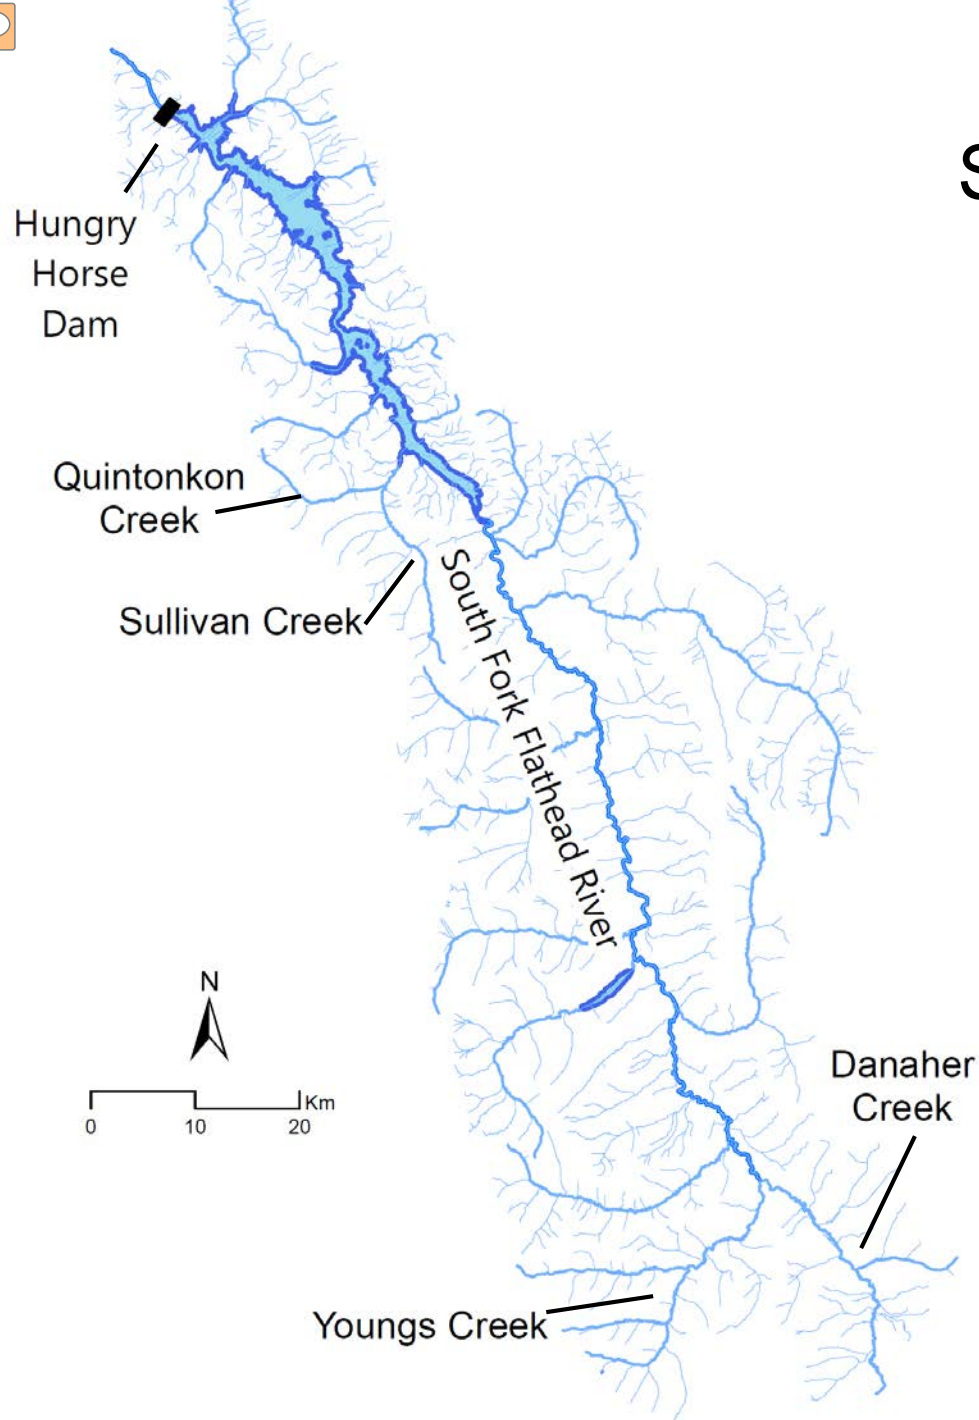 S
Hungry
Horse
Dam
Quintonkon
Creek
Sullivan Creek
South Fork Flathead River
N
Km
0 10 20
Danaher
Creek
Youngs Creek